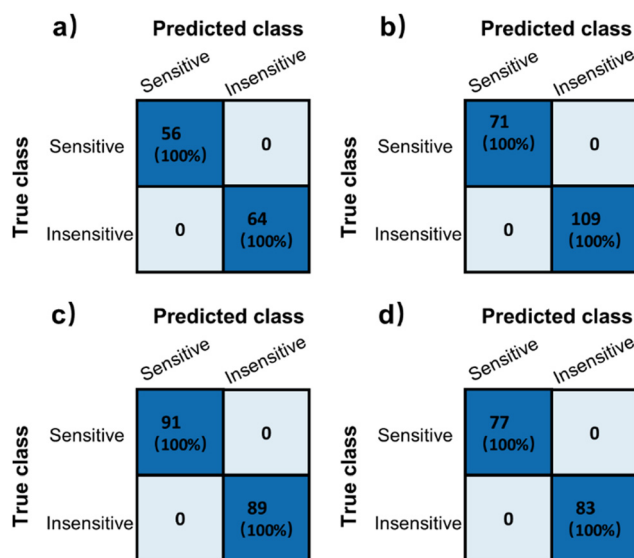 a)
Predicted class
Sensitive
Insensitive
True class
Sensitive
56
(100%)
0
Insensitive
0
64
(100%)
b)
Predicted class
Sensitive
Insensitive
True class
Sensitive
71
(100%)
0
Insensitive
0
109
(100%)
c)
Predicted class
Sensitive
Insensitive
True class
Sensitive
91
(100%)
0
Insensitive
0
89
(100%)
d)
Predicted class
Sensitive
Insensitive
True class
Sensitive
77
(100%)
0
Insensitive
0
83
(100%)